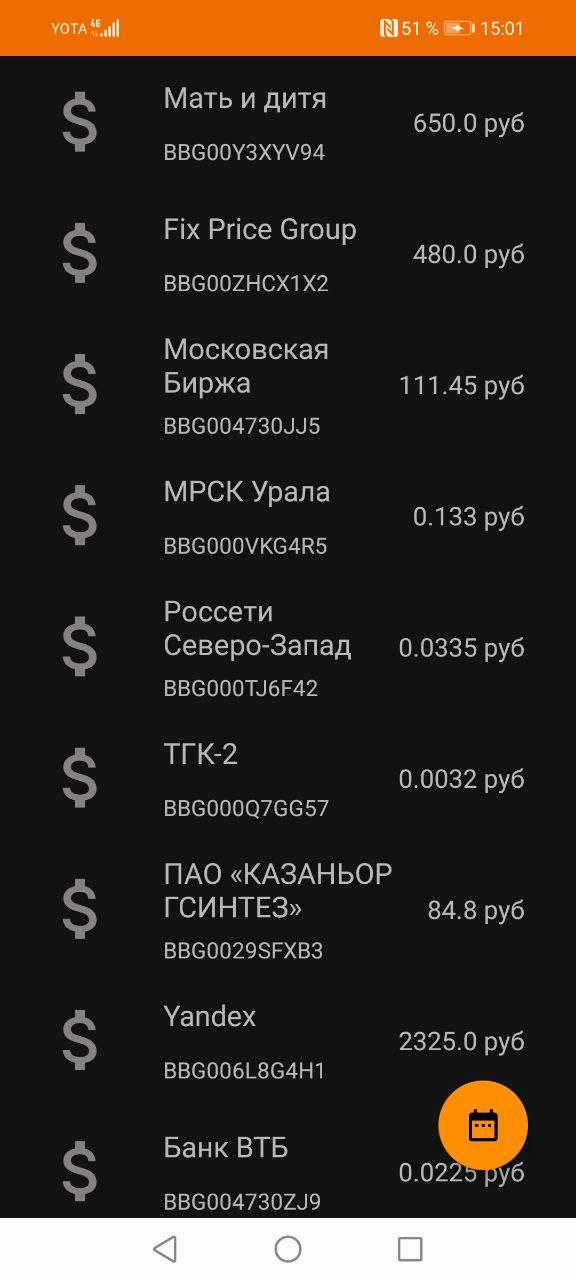 YOTA 4G
51 % 15:01
Мать и дитя
650.0 руб
BBG00Y3XYV94
Fix Price Group
480.0 руб
BBG00ZHCX1X2
Московская
Биржа
111.45 руб
BBG004730JJ5
МРСК Урала
0.133 руб
BBG000VKG4R5
Россети
Северо-Запад
0.0335 руб
BBG000TJ6F42
ТГК-2
0.0032 руб
BBG000Q7GG57
ПАО «КАЗАНЬОР
ГСИНТЕЗ»
84.8 руб
BBG0029SFXB3
Yandex
2325.0 руб
BBG006L8G4H1
Банк ВТБ
0.0225 руб
BBG004730ZJ9